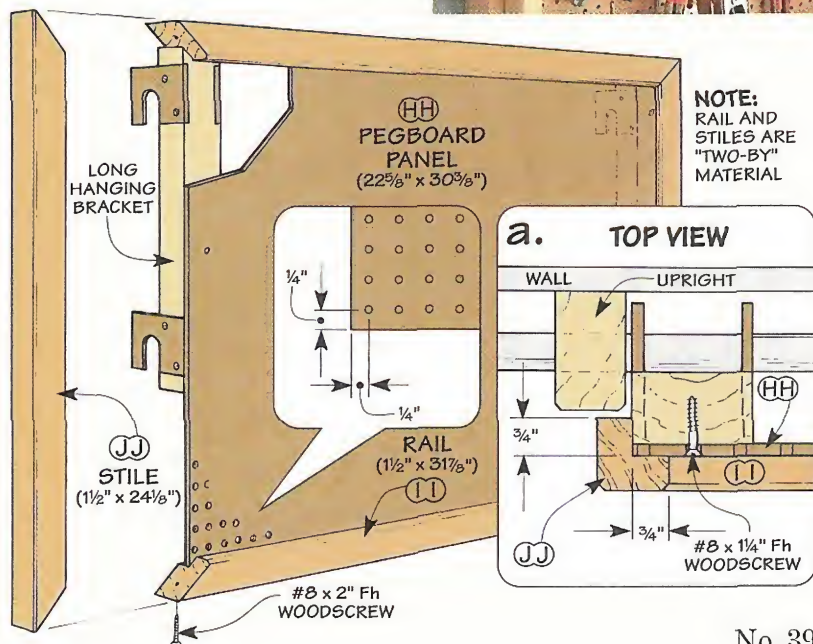 HH
PEGBOARD
PANEL
(22⅝" x 30⅜")
NOTE:
RAIL AND
STILES ARE
"TWO-BY"
MATERIAL
LONG
HANGING
BRACKET
¼"
¼"
JJ
STILE
(1½" x 24⅛")
RAIL
(1½" x 31⅞")
II
#8 x 2" Fh
WOODSCREW
a. TOP VIEW
WALL
UPRIGHT
¾"
HH
II
JJ
¾"
#8 x 1¼" Fh
WOODSCREW
No. 39